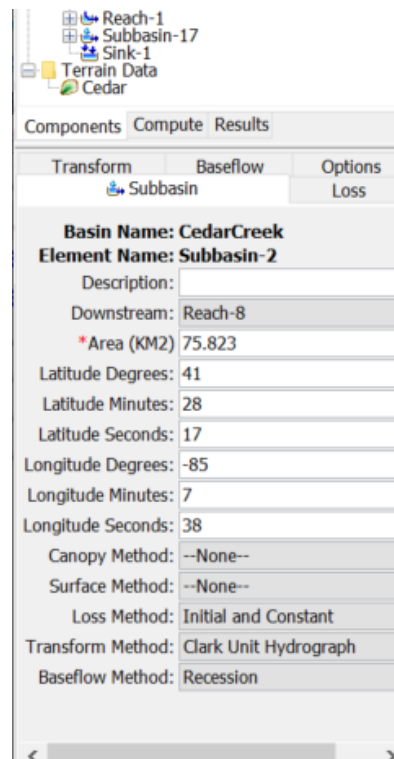 Reach-1
Subbasin-17
Sink-1
Terrain Data
Cedar
Components Compute Results
Transform Baseflow Options
Subbasin Loss
Basin Name: CedarCreek
Element Name: Subbasin-2
Description:
Downstream: Reach-8
*Area (KM2) 75.823
Latitude Degrees: 41
Latitude Minutes: 28
Latitude Seconds: 17
Longitude Degrees: -85
Longitude Minutes: 7
Longitude Seconds: 38
Canopy Method: --None--
Surface Method: --None--
Loss Method: Initial and Constant
Transform Method: Clark Unit Hydrograph
Baseflow Method: Recession